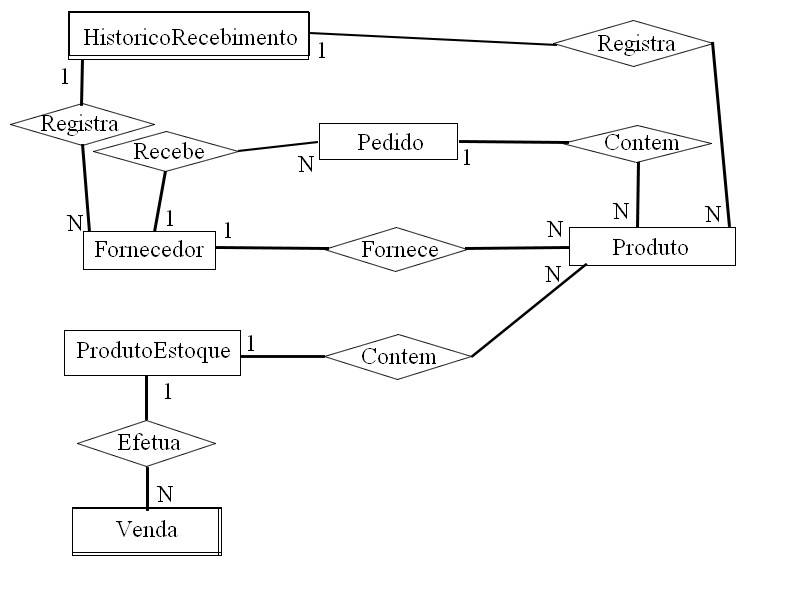 HistoricoRecebimento
1
Registra
1
Registra
Recebe
N
Pedido
1
Contem
N
1
Fornecedor
1
Fornece
N
N
N
Produto
N
ProdutoEstoque
1
Contem
1
Efetua
N
Venda